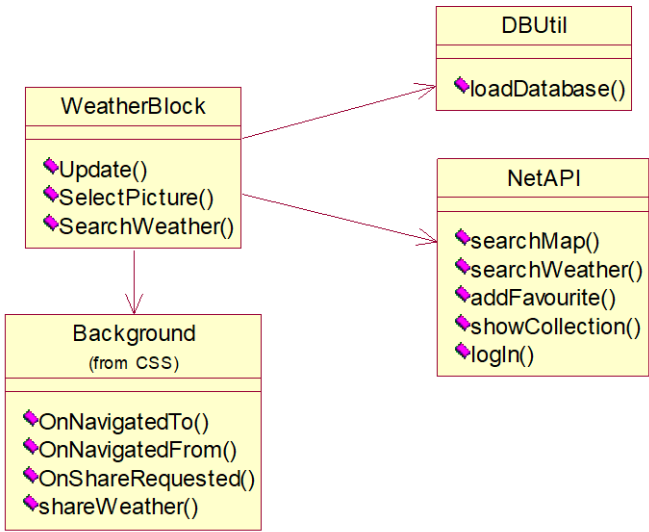 DBUtil
loadDatabase()
WeatherBlock
Update()
SelectPicture()
SearchWeather()
NetAPI
searchMap()
searchWeather()
addFavourite()
showCollection()
logIn()
Background
(from CSS)
OnNavigatedTo()
OnNavigatedFrom()
OnShareRequested()
shareWeather()